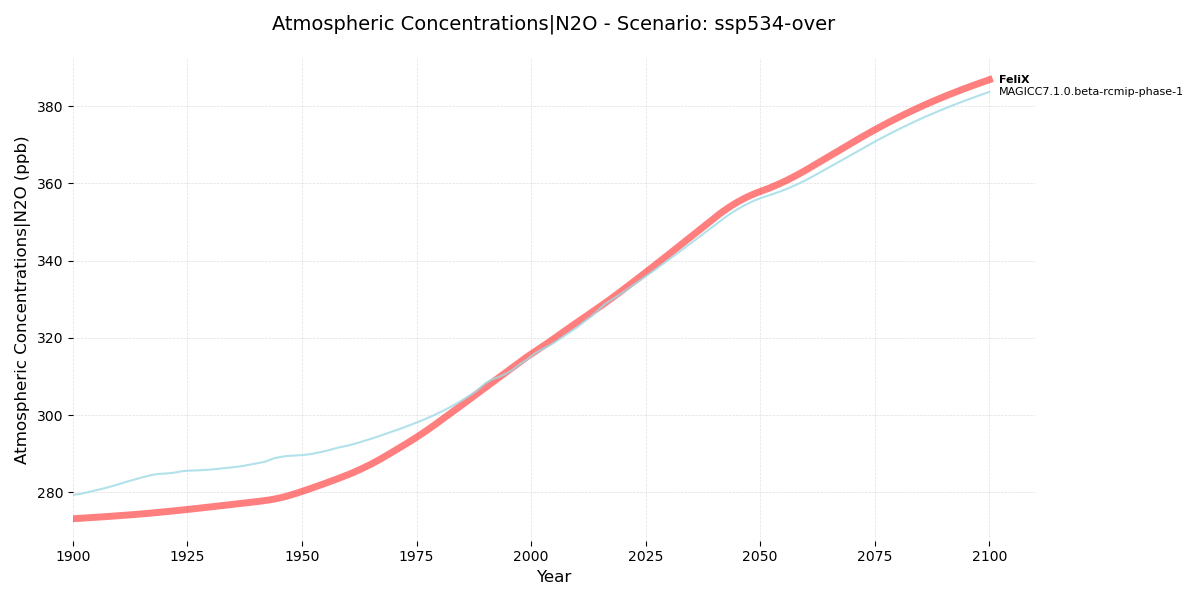 Atmospheric Concentrations|N2O - Scenario: ssp534-over
FeliX
MAGICC7.1.0.beta-rcmip-phase-1
Atmospheric Concentrations|N2O (ppb)
380
360
340
320
300
280
1900 1925 1950 1975 2000 2025 2050 2075 2100
Year